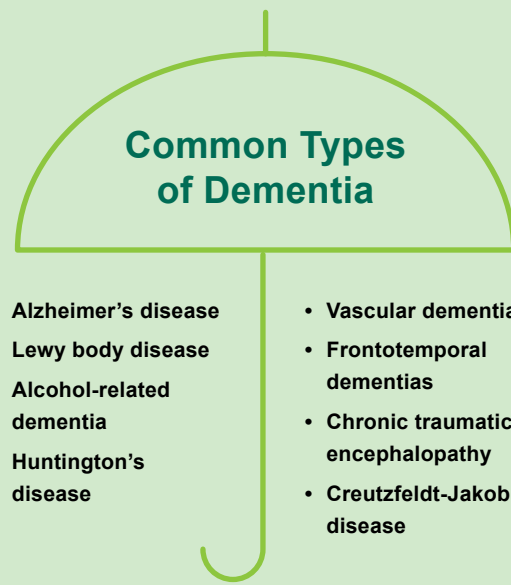 Common Types
of Dementia
Alzheimer’s disease
Lewy body disease
Alcohol-related
dementia
Huntington’s
disease
• Vascular dementia
• Frontotemporal
dementias
• Chronic traumatic
encephalopathy
• Creutzfeldt-Jakob
disease